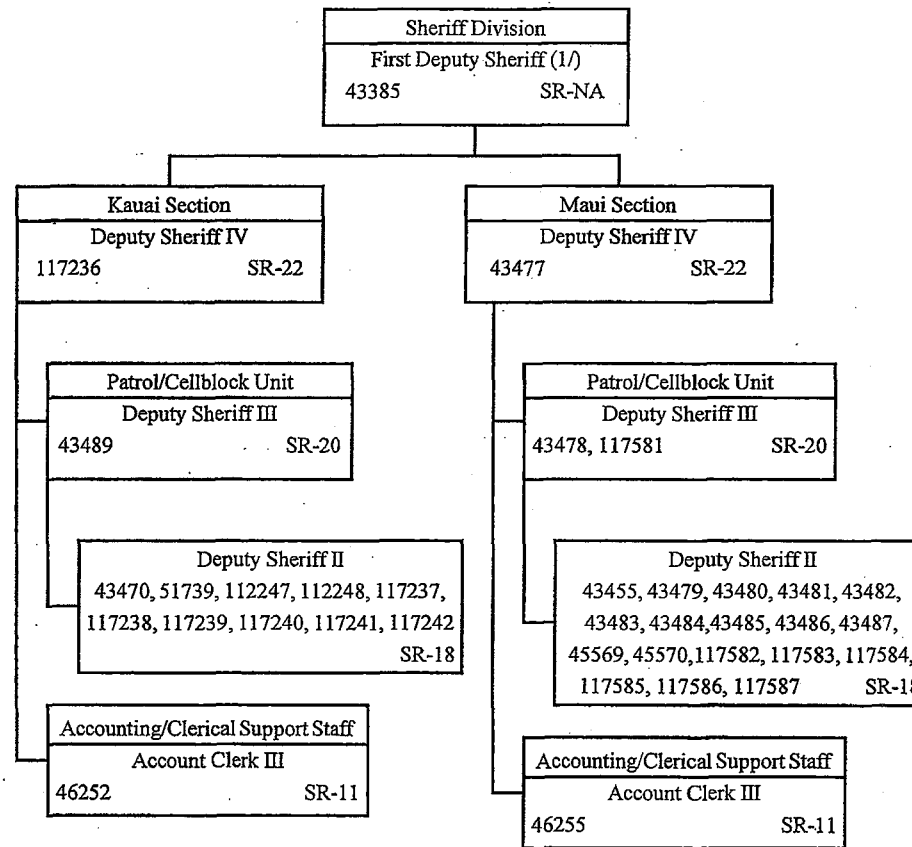 Sheriff Division
First Deputy Sheriff (1/)
43385 SR-NA
Kauai Section
Deputy Sheriff IV
117236 SR-22
Patrol/Cellblock Unit
Deputy Sheriff III
43489 SR-20
Deputy Sheriff II
43470, 51739, 112247, 112248, 117237,
117238, 117239, 117240, 117241, 117242
SR-18
Accounting/Clerical Support Staff
Account Clerk III
46252 SR-11
Maui Section
Deputy Sheriff IV
43477 SR-22
Patrol/Cellblock Unit
Deputy Sheriff III
43478, 117581 SR-20
Deputy Sheriff II
43455, 43479, 43480, 43481, 43482,
43483, 43484,43485, 43486, 43487,
45569, 45570,117582, 117583, 117584,
117585, 117586, 117587 SR-18
Accounting/Clerical Support Staff
Account Clerk III
46255 SR-11